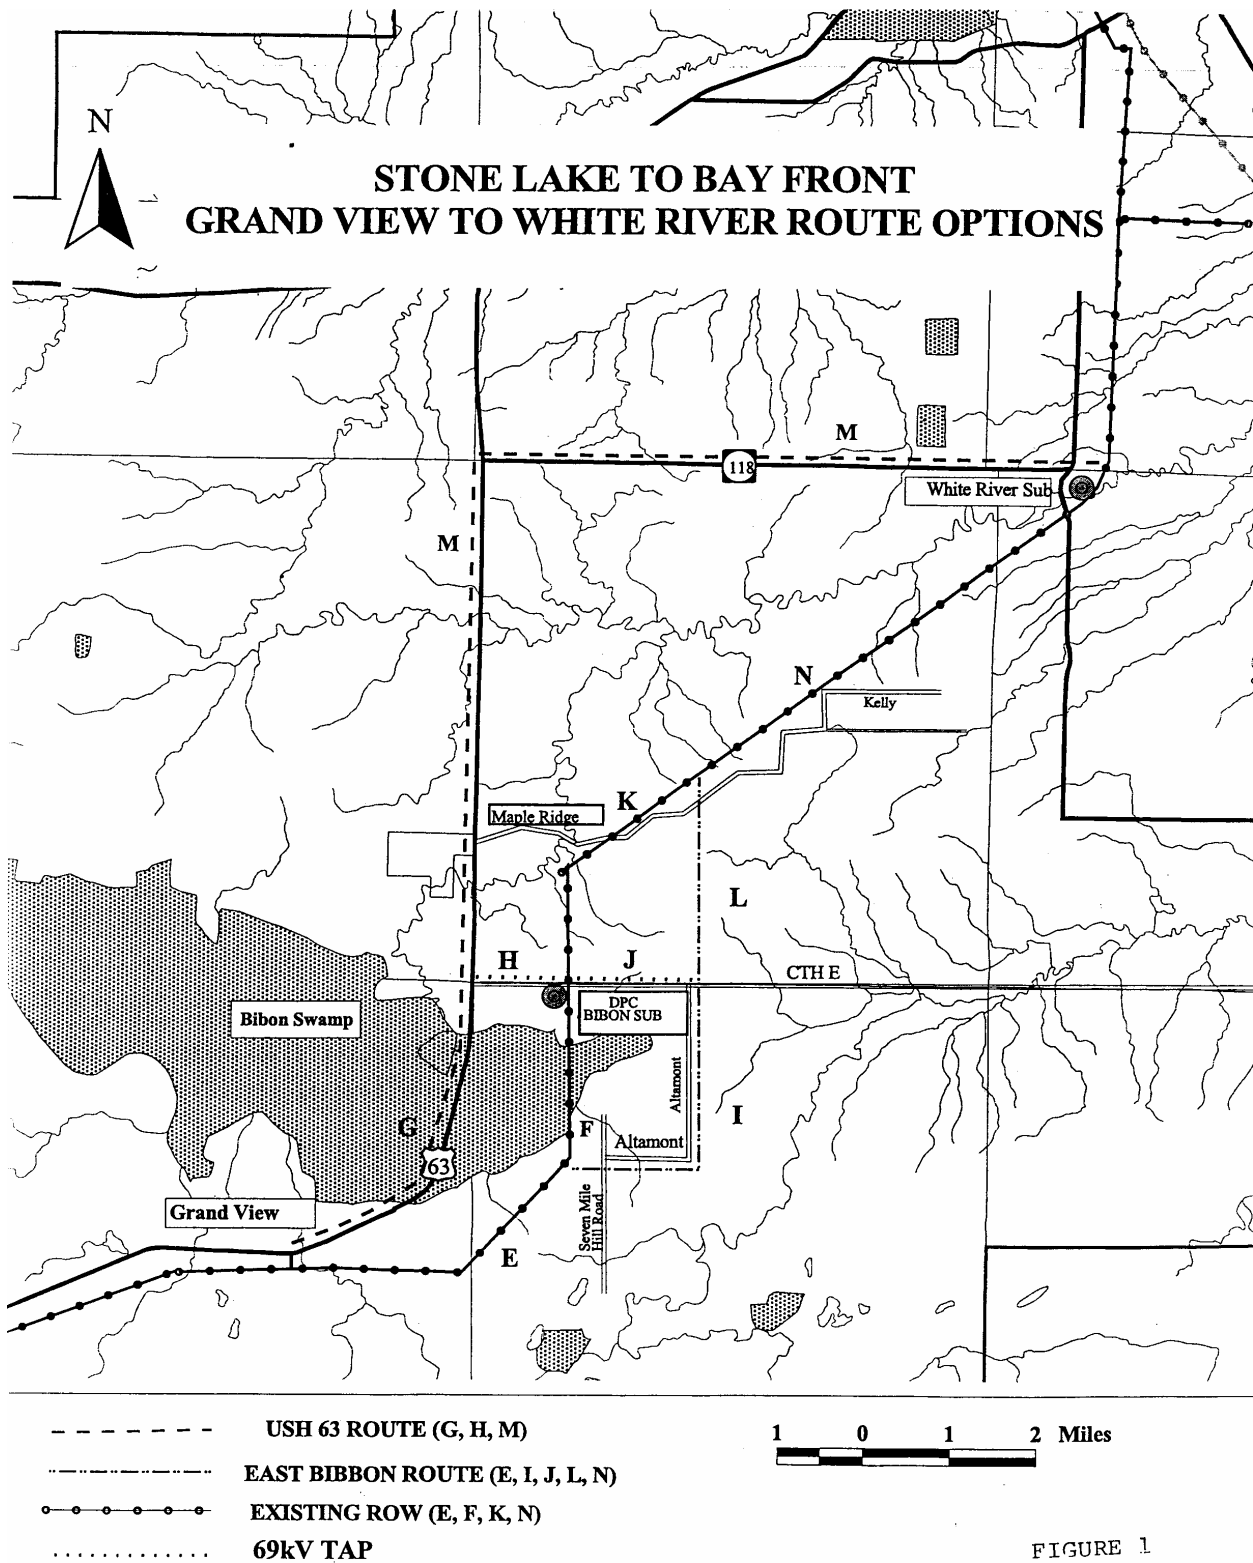 N
STONE LAKE TO BAY FRONT
GRAND VIEW TO WHITE RIVER ROUTE OPTIONS
M
118
White River Sub
M
N
Kelly
K
Maple Ridge
L
H
J
CTH E
DPC
BIBON SUB
Bibon Swamp
Altamont
I
G
F
Altamont
63
Seven Mile
Hill Road
Grand View
E
USH 63 ROUTE (G, H, M)
1 0 1 2 Miles
EAST BIBBON ROUTE (E, I, J, L, N)
EXISTING ROW (E, F, K, N)
69kV TAP
FIGURE 1